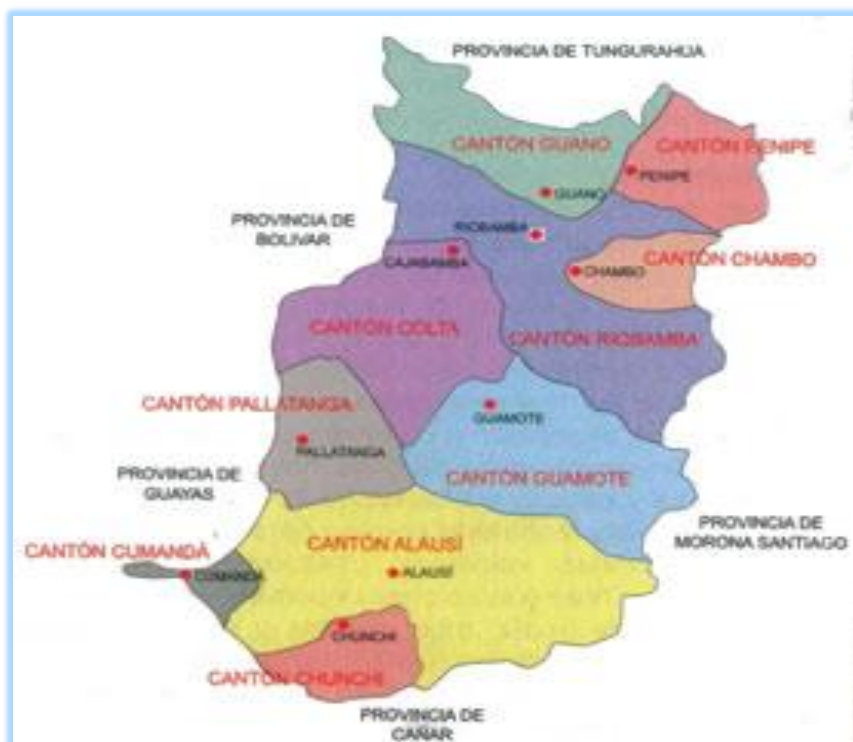 PROVINCIA DE TUNGURAHUA
CANTÓN GUANO
CANTÓN PENIPE
PENIPE
GUANO
PROVINCIA DE
BOLIVAR
RIOBAMBA
CAJABAMBA
CANTÓN CHAMBO
CHAMBO
CANTÓN COLTA
CANTÓN RIOBAMBA
CANTÓN PALLATANGA
GUAMOTE
PALLATANGA
PROVINCIA DE
GUAYAS
CANTÓN GUAMOTE
PROVINCIA DE
MORONA SANTIAGO
CANTÓN CUMANDÁ
CUMANDÁ
CANTÓN ALAUSÍ
ALAUSÍ
CHUNCHI
CANTÓN CHUNCHI
PROVINCIA DE
CAÑAR